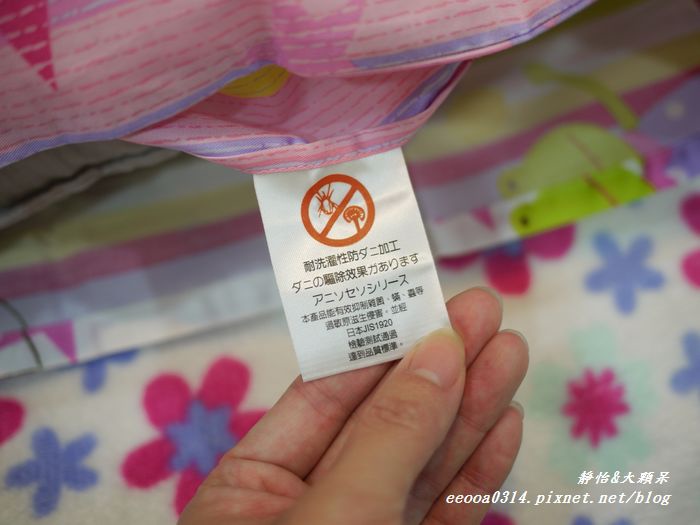 耐洗濯性防ダニ加工
ダニの驅除效果があります
アニソセソシリーズ
本產品能有效抑制雜菌、蟎、蟲等
過敏原滋生侵害。並經
日本JIS1920
檢驗測試通過
達到品質標準。
靜怡&大顆呆
eeooa0314.pixnet.net/blog